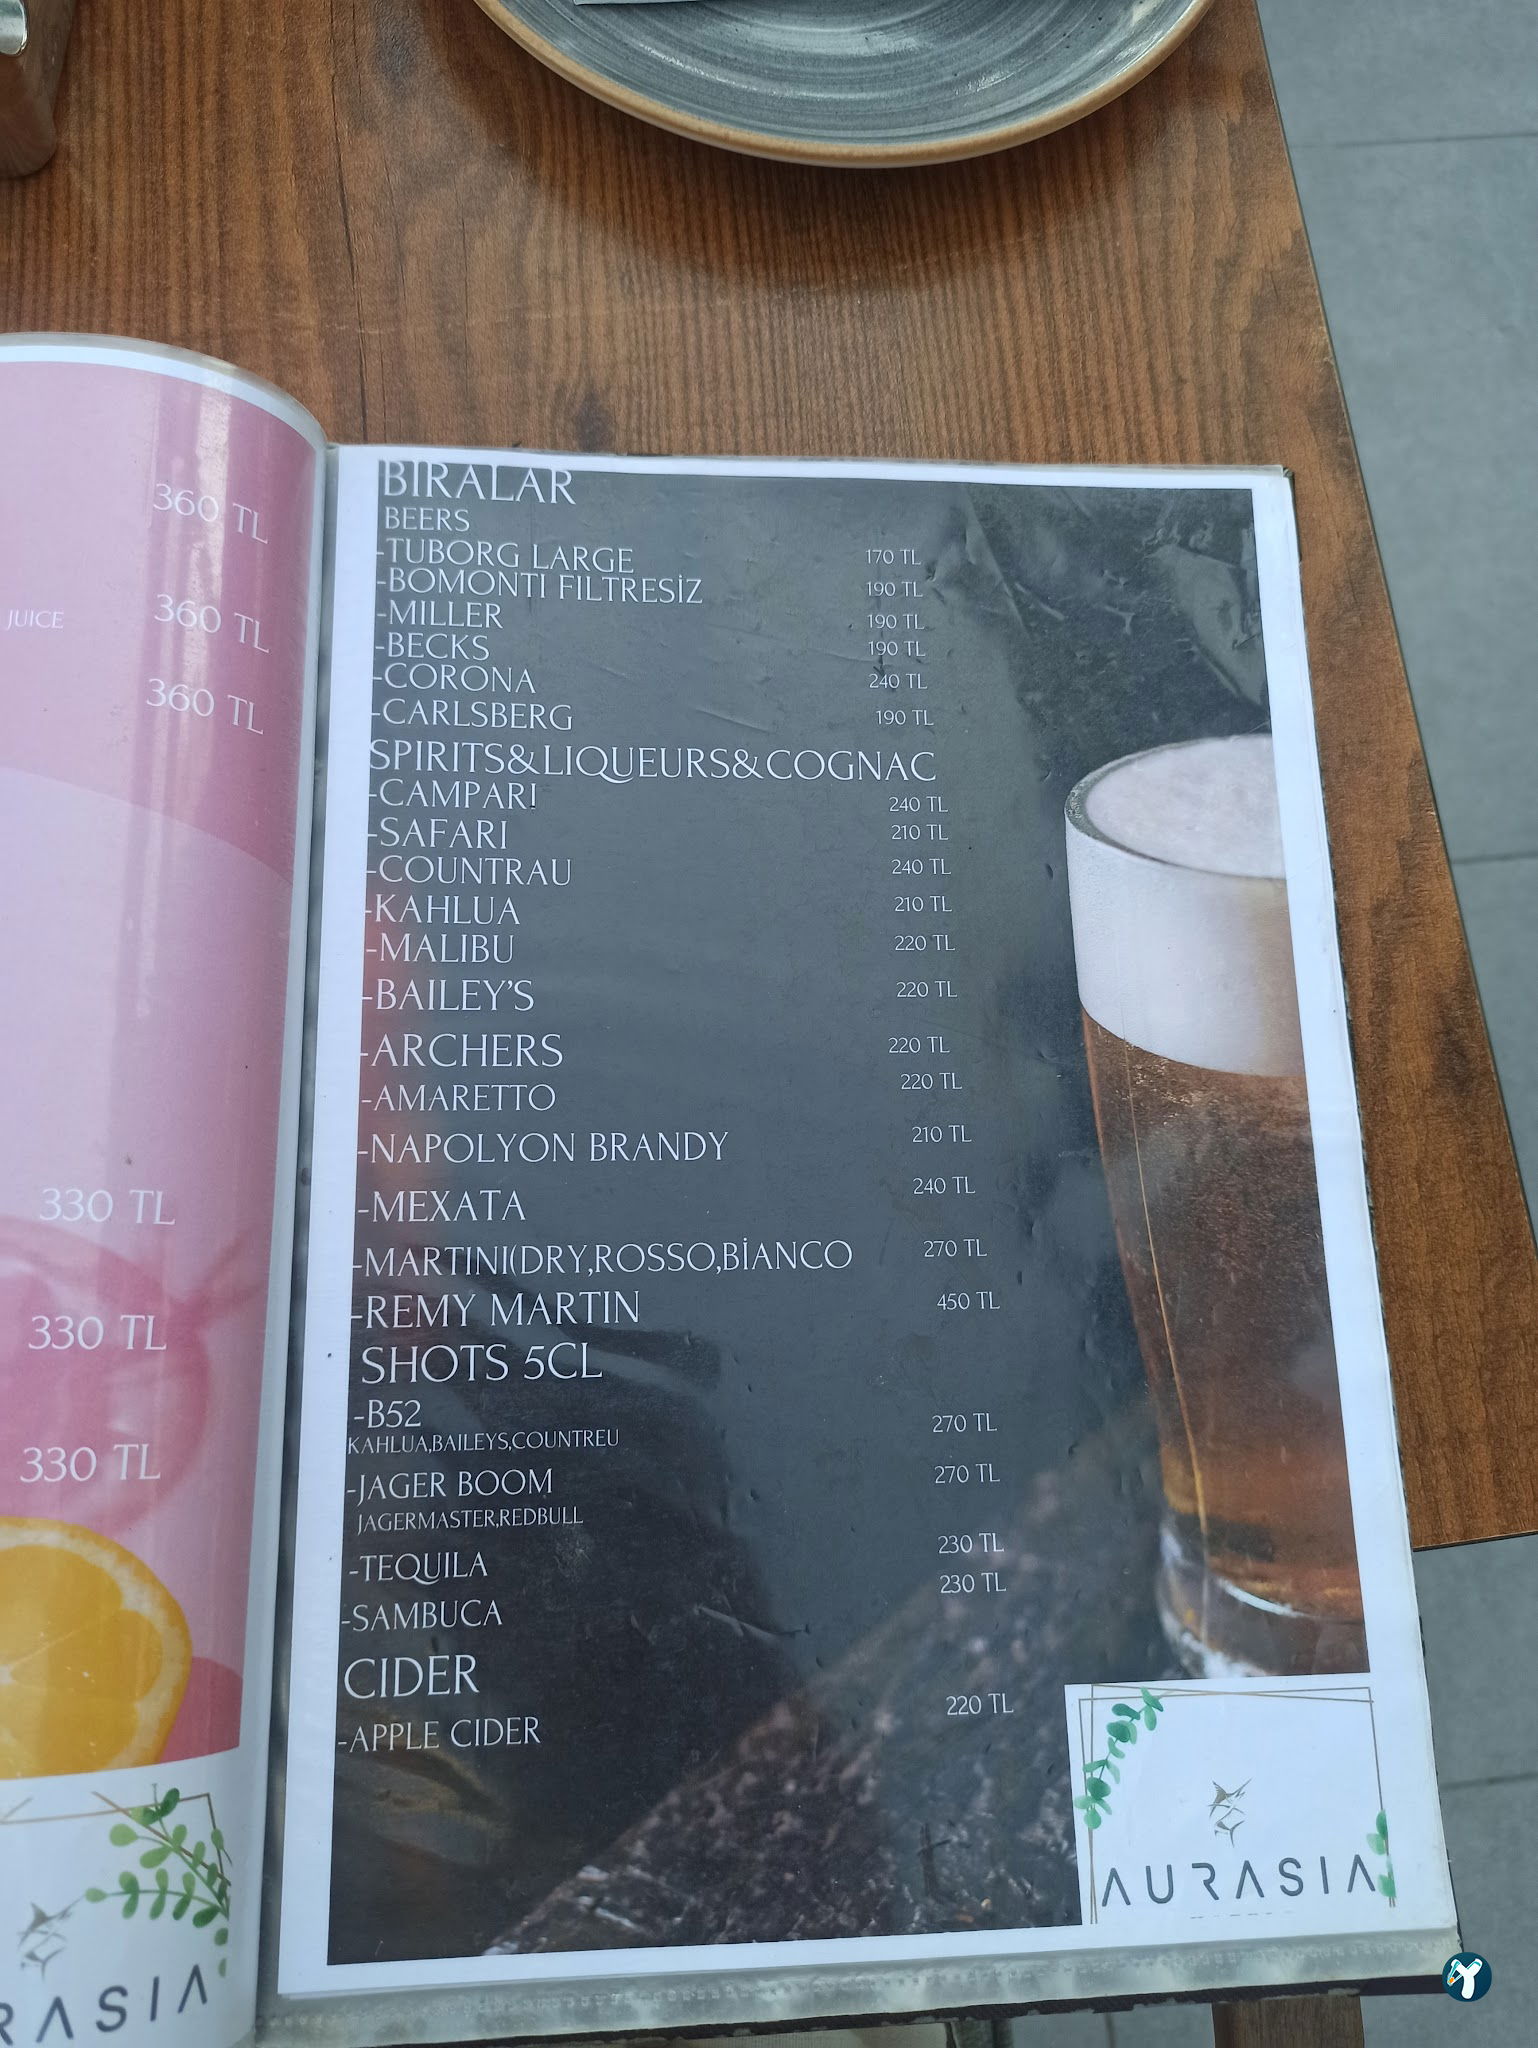 360 TL
JUICE 360 TL
360 TL
330 TL
330 TL
330 TL
RASIA
BIRALAR
BEERS
-TUBORG LARGE 170 TL
-BOMONTI FILTRESİZ 190 TL
-MILLER 190 TL
-BECKS 190 TL
-CORONA 240 TL
-CARLSBERG 190 TL
SPIRITS&LIQUEURS&COGNAC
-CAMPARI 240 TL
-SAFARI 210 TL
-COUNTRAU 240 TL
-KAHLUA 210 TL
-MALIBU 220 TL
-BAILEY'S 220 TL
-ARCHERS 220 TL
-AMARETTO 220 TL
-NAPOLYON BRANDY 210 TL
-MEXATA 240 TL
-MARTINI(DRY,ROSSO,BİANCO 270 TL
-REMY MARTIN 450 TL
SHOTS 5CL
-B52 270 TL
KAHLUA,BAILEYS,COUNTREU
-JAGER BOOM 270 TL
JAGERMASTER,REDBULL
-TEQUILA 230 TL
-SAMBUCA 230 TL
CIDER
-APPLE CIDER 220 TL
AURASIA